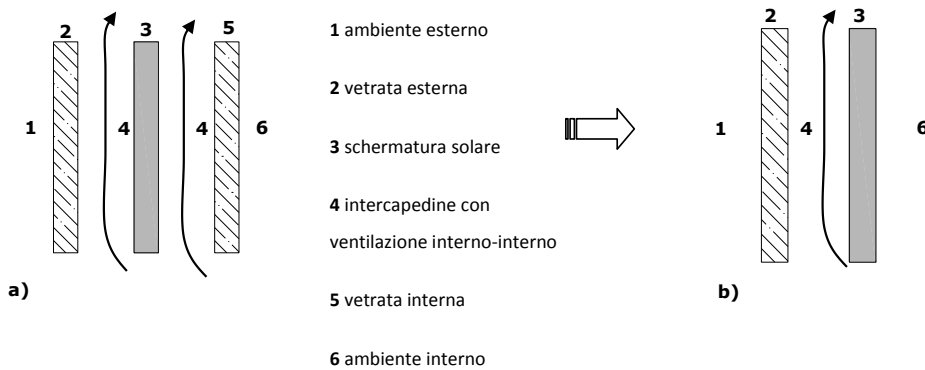 2 3 5
1 4 4 6
a)
1 ambiente esterno
2 vetrata esterna
3 schermatura solare
4 intercapedine con
ventilazione interno-interno
5 vetrata interna
6 ambiente interno
2 3
1 4 6
b)